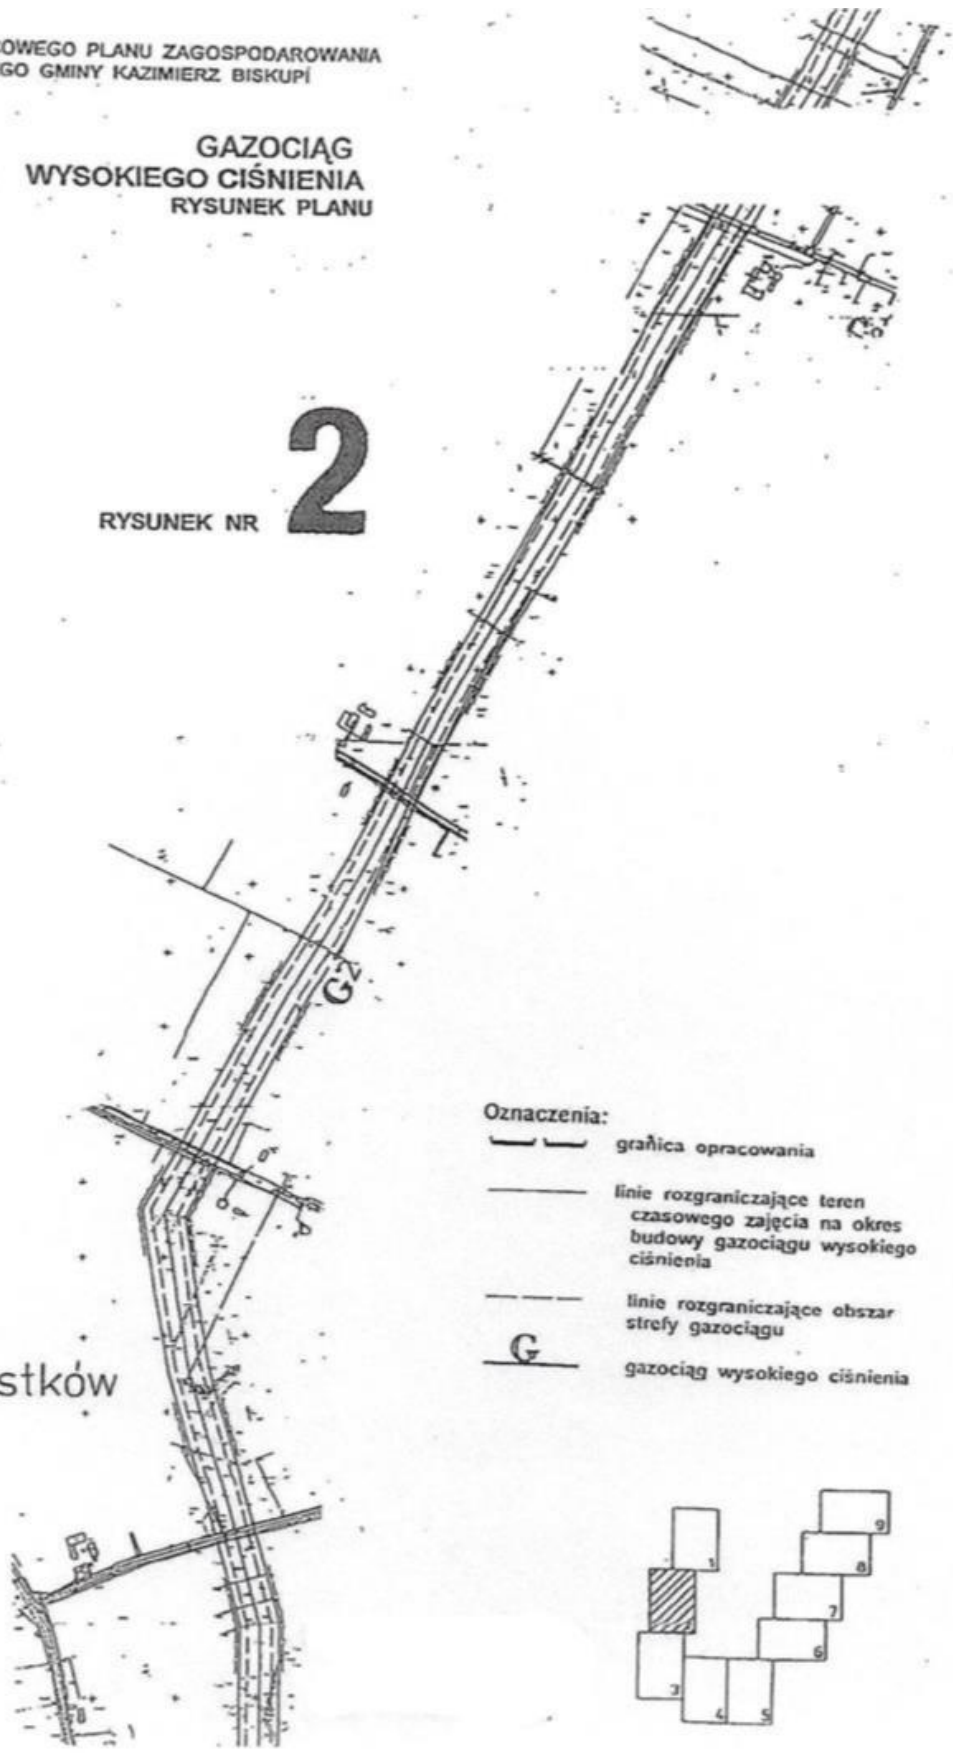 OWEGO PLANU ZAGOSPODAROWANIA
GO GMINY KAZIMIERZ BISKUPI
GAZOCIĄG
WYSOKIEGO CIŚNIENIA
RYSUNEK PLANU
RYSUNEK NR 2
G2
Oznaczenia:
granica opracowania
linie rozgraniczające teren
czasowego zajęcia na okres
budowy gazociągu wysokiego
ciśnienia
linie rozgraniczające obszar
strefy gazociągu
G
gazociąg wysokiego ciśnienia
stków
9
1
8
7
6
3
4
5